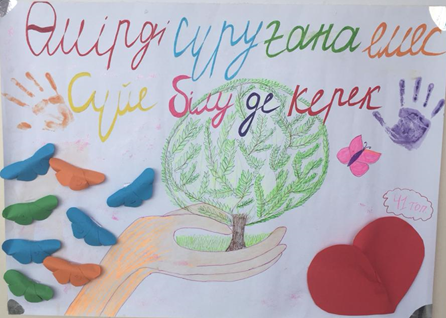 Өмірді сүру ғана емес
Сүйе білу де керек